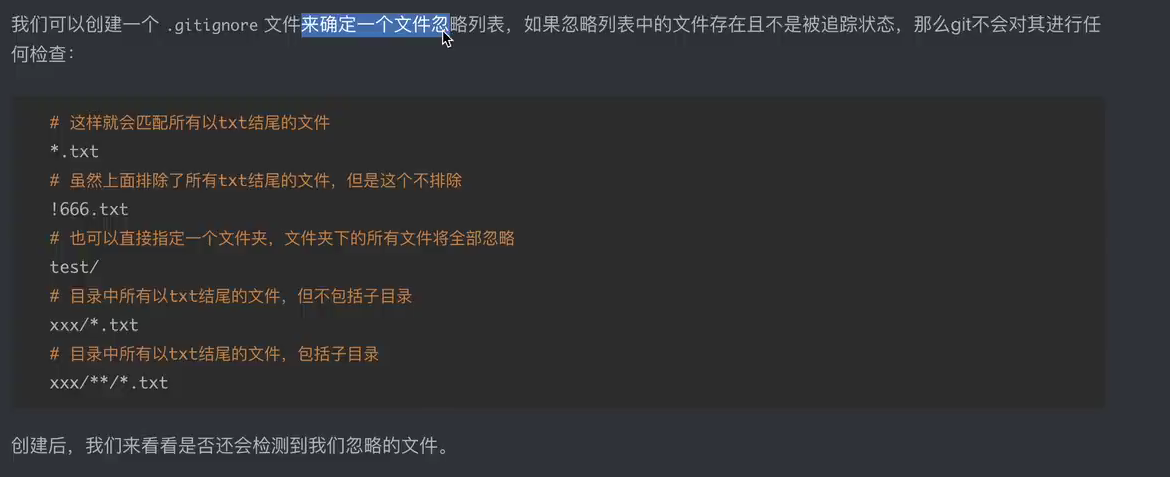 我们可以创建一个 .gitignore 文件来确定一个文件忽略列表，如果忽略列表中的文件存在且不是被追踪状态，那么git不会对其进行任
何检查：
# 这样就会匹配所有以txt结尾的文件
*.txt
# 虽然上面排除了所有txt结尾的文件，但是这个不排除
!666.txt
# 也可以直接指定一个文件夹，文件夹下的所有文件将全部忽略
test/
# 目录中所有以txt结尾的文件，但不包括子目录
xxx/*.txt
# 目录中所有以txt结尾的文件，包括子目录
xxx/**/*.txt
创建后，我们来看看是否还会检测到我们忽略的文件。